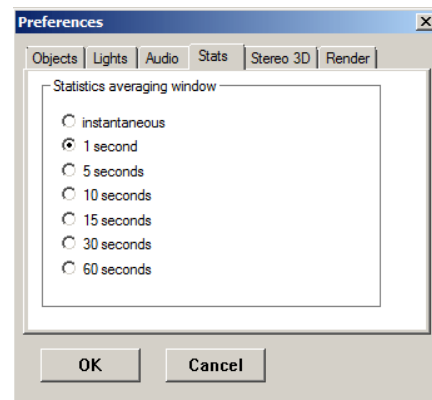 Preferences
Objects Lights Audio Stats Stereo 3D Render
Statistics averaging window
instantaneous
1 second
5 seconds
10 seconds
15 seconds
30 seconds
60 seconds
OK Cancel